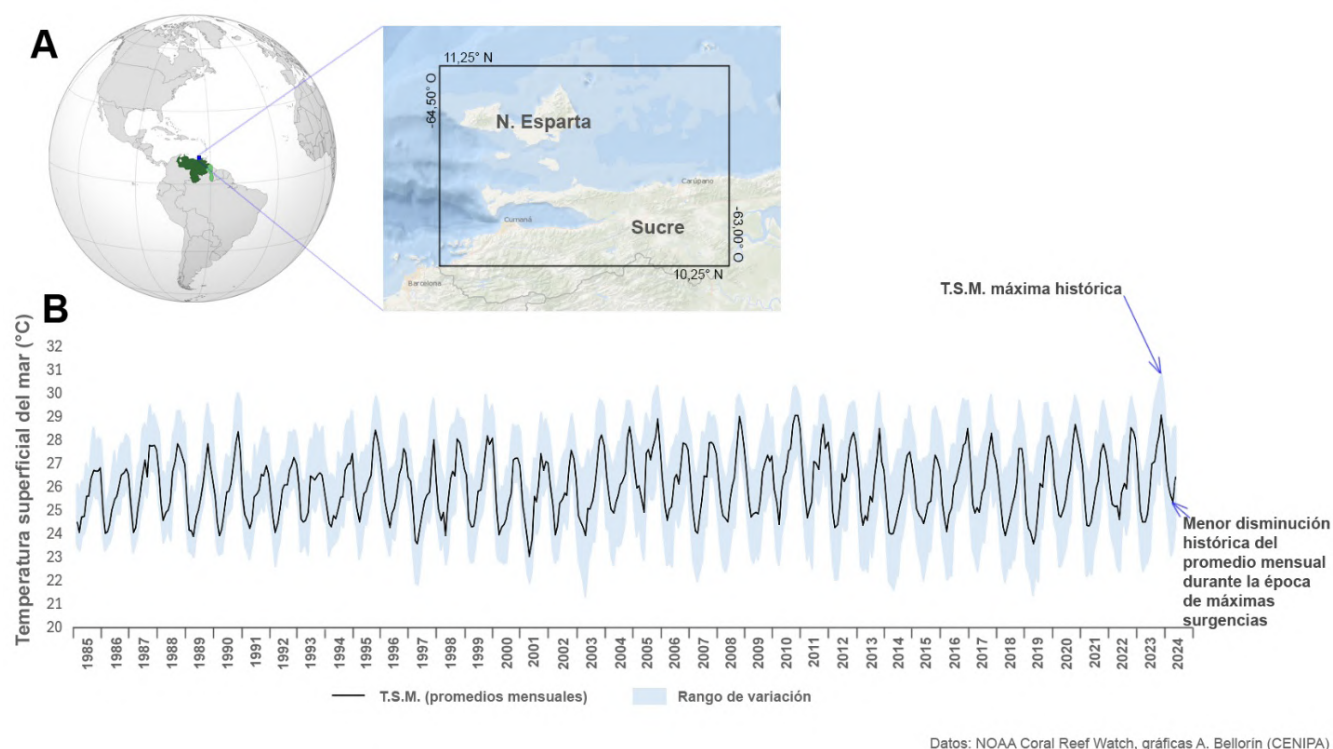 A
11,25° N
-64,50° O
N. Esparta
Carúpano
Cumaná
Sucre
-63,00° O
10,25° N
Barcelona
B
T.S.M. máxima histórica
Temperatura superficial del mar (°C)
32
31
30
29
28
27
26
25
24
23
22
21
20
Menor disminución
histórica del
promedio mensual
durante la época
de máximas
surgencias
1985
1986
1987
1988
1989
1990
1991
1992
1993
1994
1995
1996
1997
1998
1999
2000
2001
2002
2003
2004
2005
2006
2007
2008
2009
2010
2011
2012
2013
2014
2015
2016
2017
2018
2019
2020
2021
2022
2023
2024
T.S.M. (promedios mensuales)
Rango de variación
Datos: NOAA Coral Reef Watch, gráficas A. Bellorín (CENIPA)